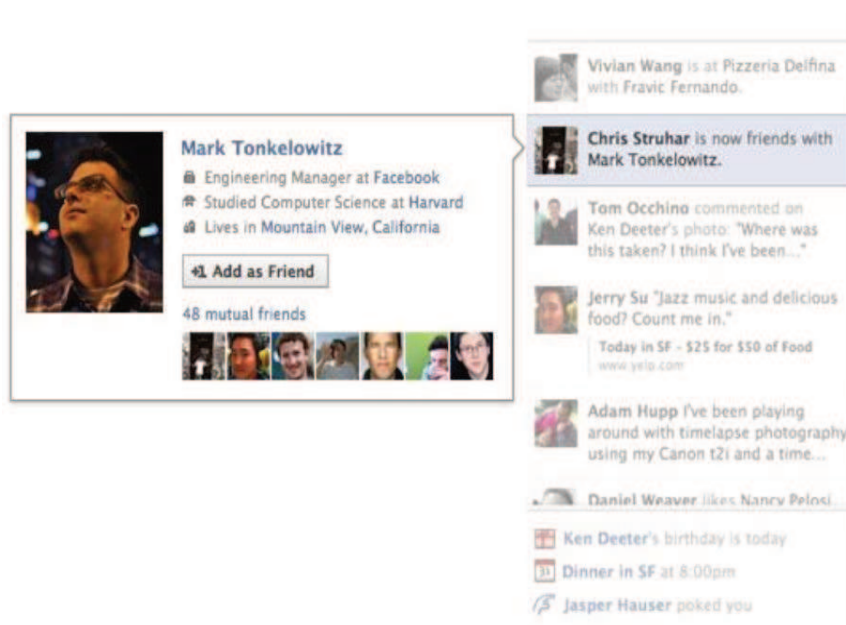 Mark Tonkelowitz
Engineering Manager at Facebook
Studied Computer Science at Harvard
Lives in Mountain View, California
+1 Add as Friend
48 mutual friends
Vivian Wang is at Pizzeria Delfina
with Fravic Fernando.
Chris Struhar is now friends with
Mark Tonkelowitz.
Tom Occhino commented on
Ken Deeter's photo: "Where was
this taken? I think I've been..."
Jerry Su "Jazz music and delicious
food? Count me in."
Today in SF - $25 for $50 of Food
www.yelp.com
Adam Hupp I've been playing
around with timelapse photography
using my Canon t2i and a time...
Daniel Weaver likes Nancy Pelosi
Ken Deeter's birthday is today
31 Dinner in SF at 8:00pm
Jasper Hauser poked you